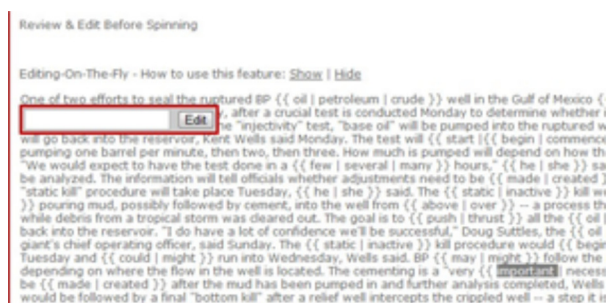 Review & Edit Before Spinning
Editing-On-The-Fly - How to use this feature: Show | Hide
One of two efforts to seal the ruptured BP {{ oil | petroleum | crude }} well in the Gulf of Mexico {
Edit
, after a crucial test is conducted Monday to determine whether
he "injectivity" test, "base oil" will be pumped into the ruptured w
will go back into the reservoir, Kent Wells said Monday. The test will {{ start |{{ begin | commence
pumping one barrel per minute, then two, then three. How much is pumped will depend on how th
"We would expect to have the test done in a {{ few | several | many }} hours," {{ he | she }} sa
be analyzed. The information will tell officials whether adjustments need to be {{ made | created }
"static kill" procedure will take place Tuesday, {{ he | she }} said. The {{ static | inactive }} kill w
}} pouring mud, possibly followed by cement, into the well from {{ above | over }} -- a process th
while debris from a tropical storm was cleared out. The goal is to {{ push | thrust }} all the {{ oil |
back into the reservoir. "I do have a lot of confidence we'll be successful," Doug Suttles, the {{ oil
giant's chief operating officer, said Sunday. The {{ static | inactive }} kill procedure would {{ begin
Tuesday and {{ could | might }} run into Wednesday, Wells said. BP {{ may | might }} follow the
depending on where the flow in the well is located. The cementing is a "very {{ important | necess
be {{ made | created }} after the mud has been pumped in and further analysis completed, Wells
would be followed by a final "bottom kill" after a relief well intercepts the crippled well -- a step it